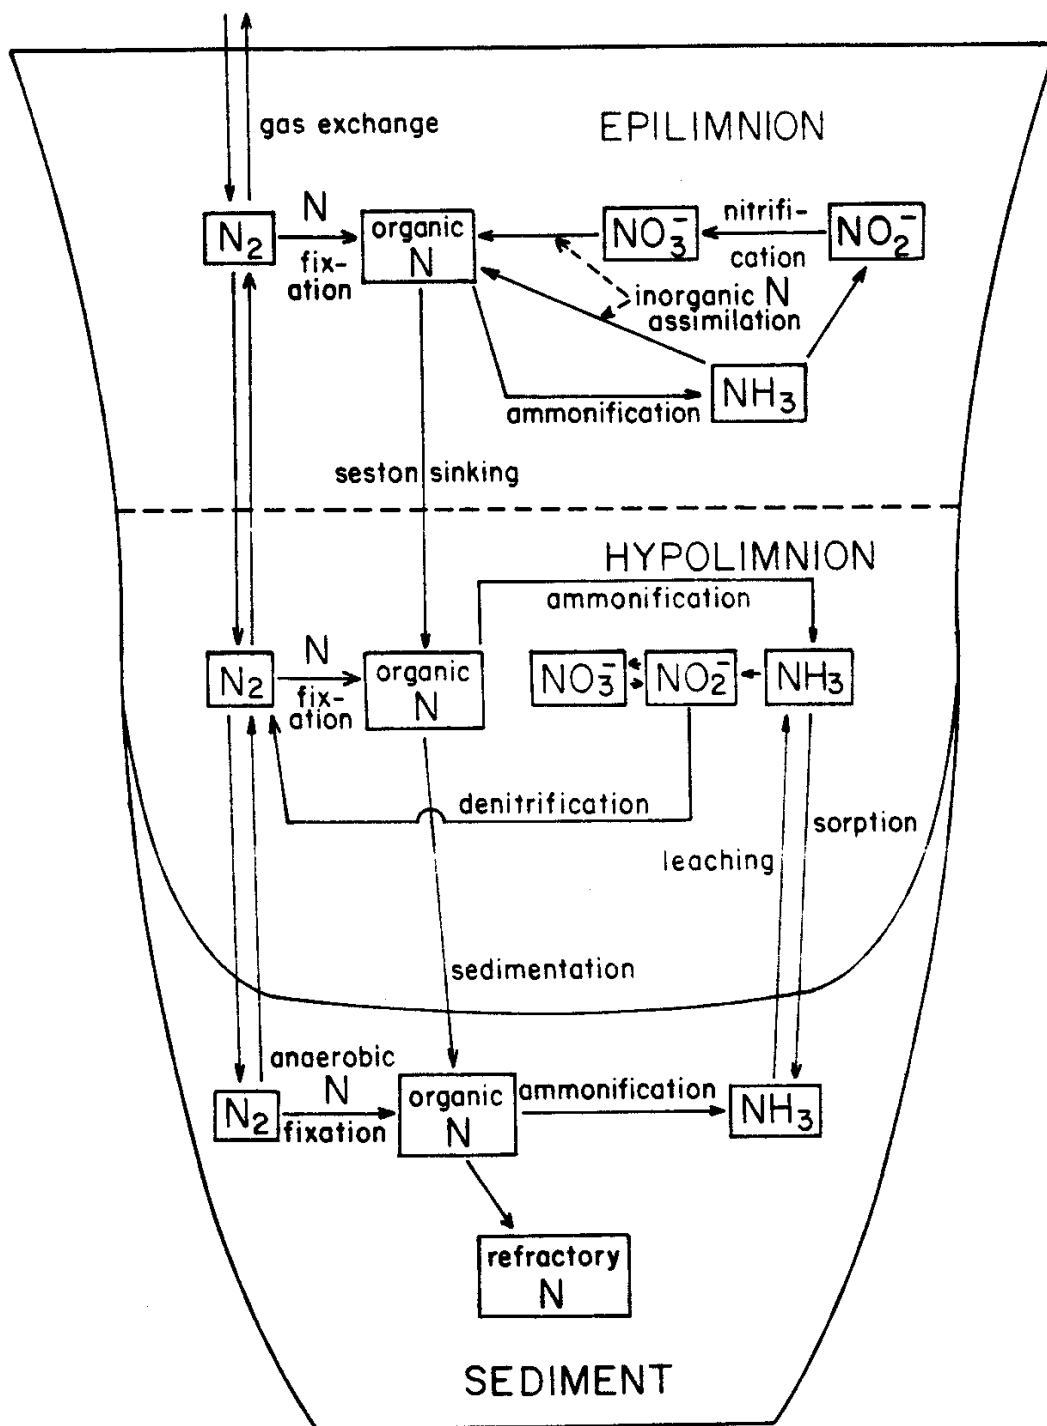 gas exchange
EPILIMNION
N₂
N
fix-
ation
organic
N
NO₃⁻
nitrifi-
cation
NO₂⁻
inorganic N
assimilation
ammonification
NH₃
seston sinking
HYPOLIMNION
ammonification
N₂
N
fix-
ation
organic
N
NO₃⁻
NO₂⁻
NH₃
denitrification
sorption
leaching
sedimentation
N₂
anaerobic
N
fixation
organic
N
ammonification
NH₃
refractory
N
SEDIMENT